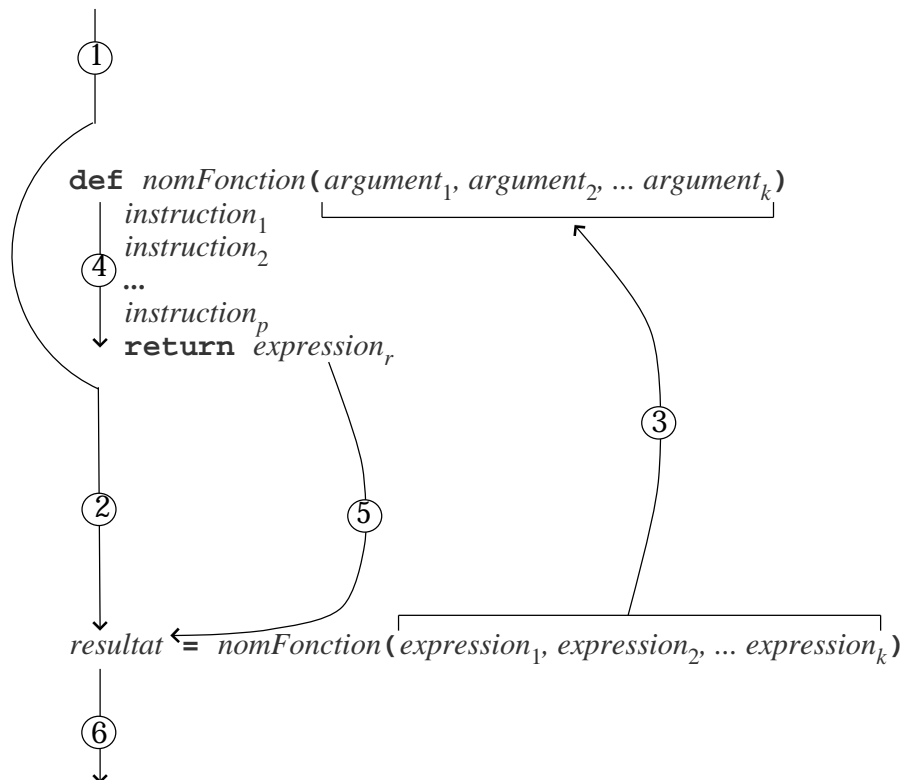 1
def nomFonction(argument1, argument2, ... argumentk)
instruction1
instruction2
4
...
instructionp
return expressionr
3
2
5
resultat = nomFonction(expression1, expression2, ... expressionk)
6